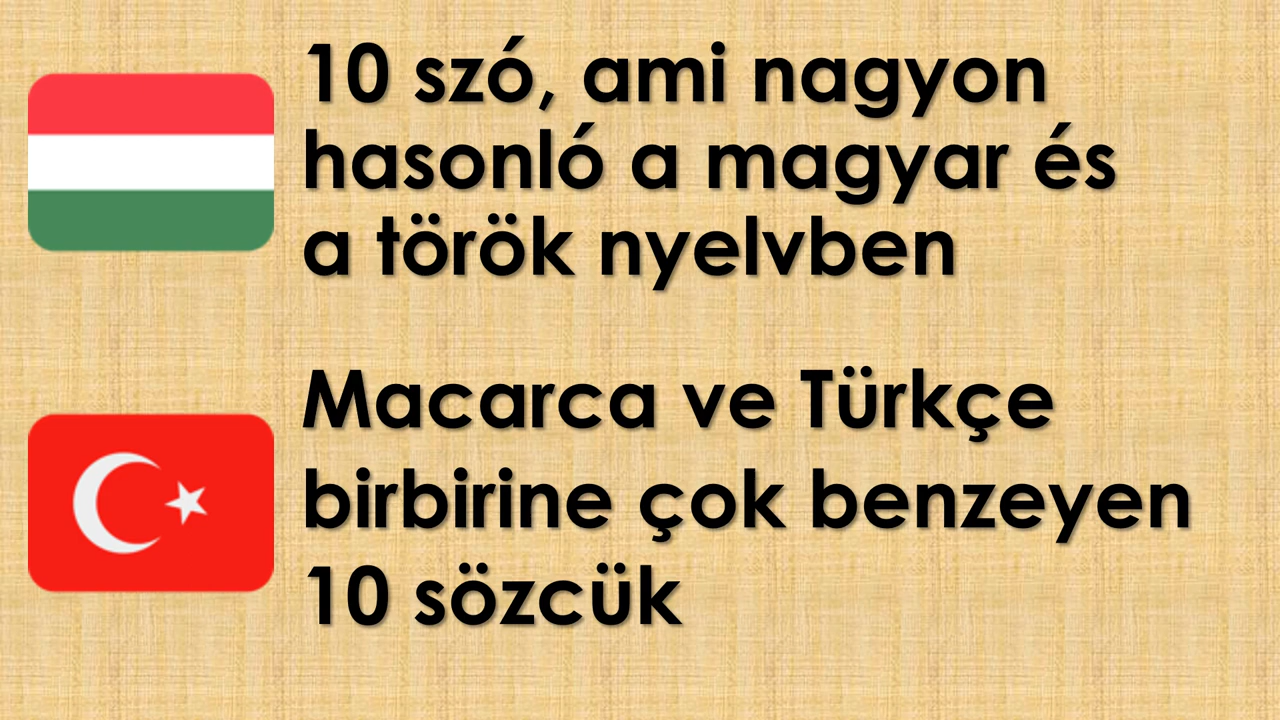 10 szó, ami nagyon
hasonló a magyar és
a török nyelvben
Macarca ve Türkçe
birbirine çok benzeyen
10 sözcük